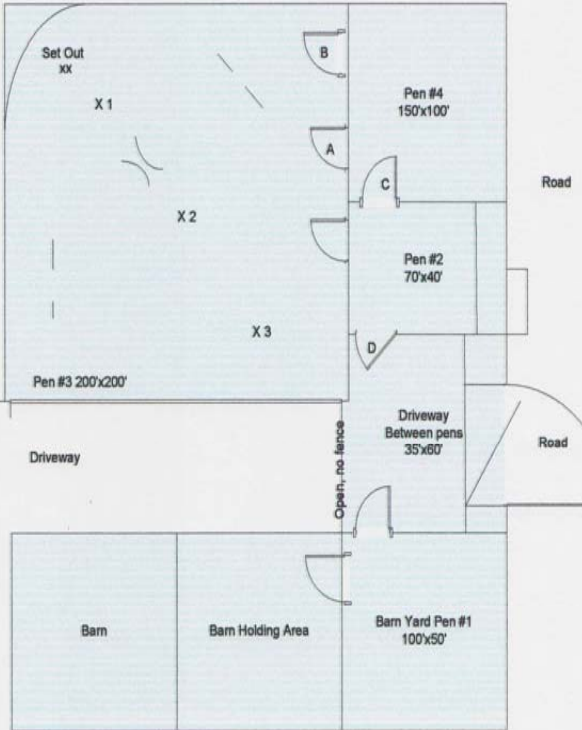 Set Out
xx
B
X 1
Pen #4
150'x100'
A
C
Road
X 2
Pen #2
70'x40'
X 3
D
Pen #3 200'x200'
Driveway
Between pens
35'x60'
Road
Driveway
Open, no fence
Barn
Barn Holding Area
Barn Yard Pen #1
100'x50'